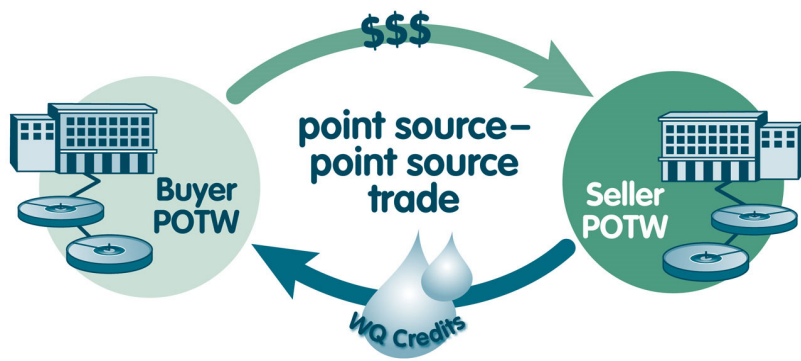 $$$
point source–
point source
trade
Buyer
POTW
Seller
POTW
WQ Credits